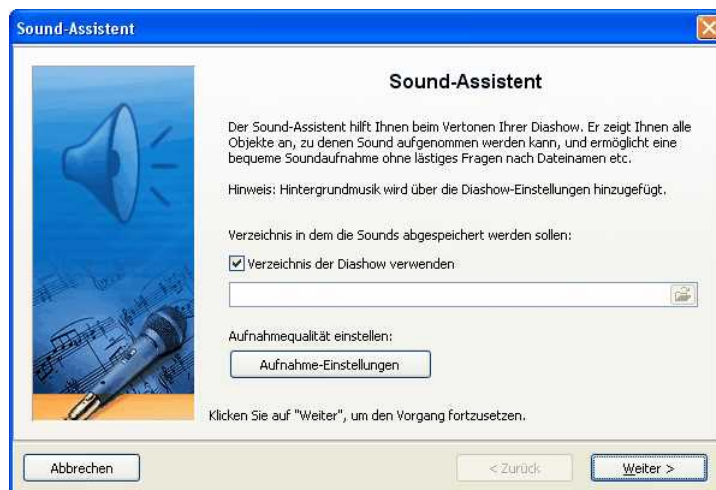 Sound-Assistent
Sound-Assistent
Der Sound-Assistent hilft Ihnen beim Vertonen Ihrer Diashow. Er zeigt Ihnen alle
Objekte an, zu denen Sound aufgenommen werden kann, und ermöglicht eine
bequeme Soundaufnahme ohne lästiges Fragen nach Dateinamen etc.
Hinweis: Hintergrundmusik wird über die Diashow-Einstellungen hinzugefügt.
Verzeichnis in dem die Sounds abgespeichert werden sollen:
Verzeichnis der Diashow verwenden
Aufnahmequalität einstellen:
Aufnahme-Einstellungen
Klicken Sie auf "Weiter", um den Vorgang fortzusetzen.
Abbrechen
< Zurück
Weiter >